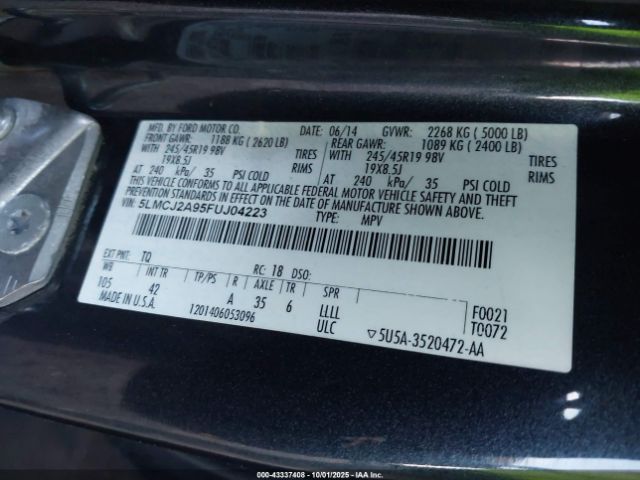 MFD. BY FORD MOTOR CO. DATE: 06/14 GVWR: 2268 KG ( 5000 LB)
FRONT GAWR: 1188 KG ( 2620 LB) REAR GAWR: 1089 KG ( 2400 LB)
WITH 245/45R19 98V TIRES WITH 245/45R19 98V TIRES
19X8.5J RIMS 19X8.5J RIMS
AT 240 kPa/ 35 PSI COLD AT 240 kPa/ 35 PSI COLD
THIS VEHICLE CONFORMS TO ALL APPLICABLE FEDERAL MOTOR VEHICLE SAFETY AND THEFT
PREVENTION STANDARDS IN EFFECT ON THE DATE OF MANUFACTURE SHOWN ABOVE.
VIN: 5LMCJ2A95FUJ04223 TYPE: MPV
EXT PNT: TQ RC: 18 DSO:
WB INT TR TP/PS R AXLE TR SPR
105 42 A 35 6 LLLL F0021
MADE IN U.S.A. 1201406053096 ULC ▽5U5A-3520472-AA T0072
000-43337408 - 10/01/2025 - IAA Inc.